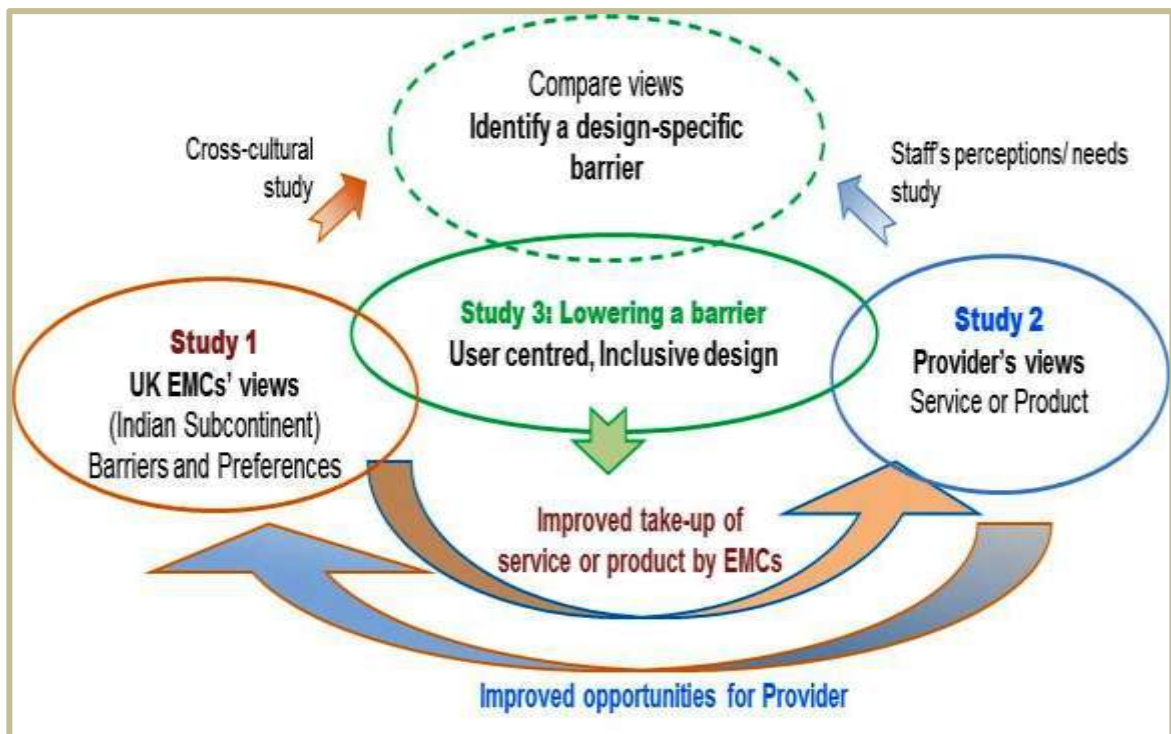 Compare views
Identify a design-specific
barrier
Cross-cultural
study
Staff's perceptions/ needs
study
Study 1
UK EMCs' views
(Indian Subcontinent)
Barriers and Preferences
Study 3: Lowering a barrier
User centred, Inclusive design
Study 2
Provider's views
Service or Product
Improved take-up of
service or product by EMCs
Improved opportunities for Provider